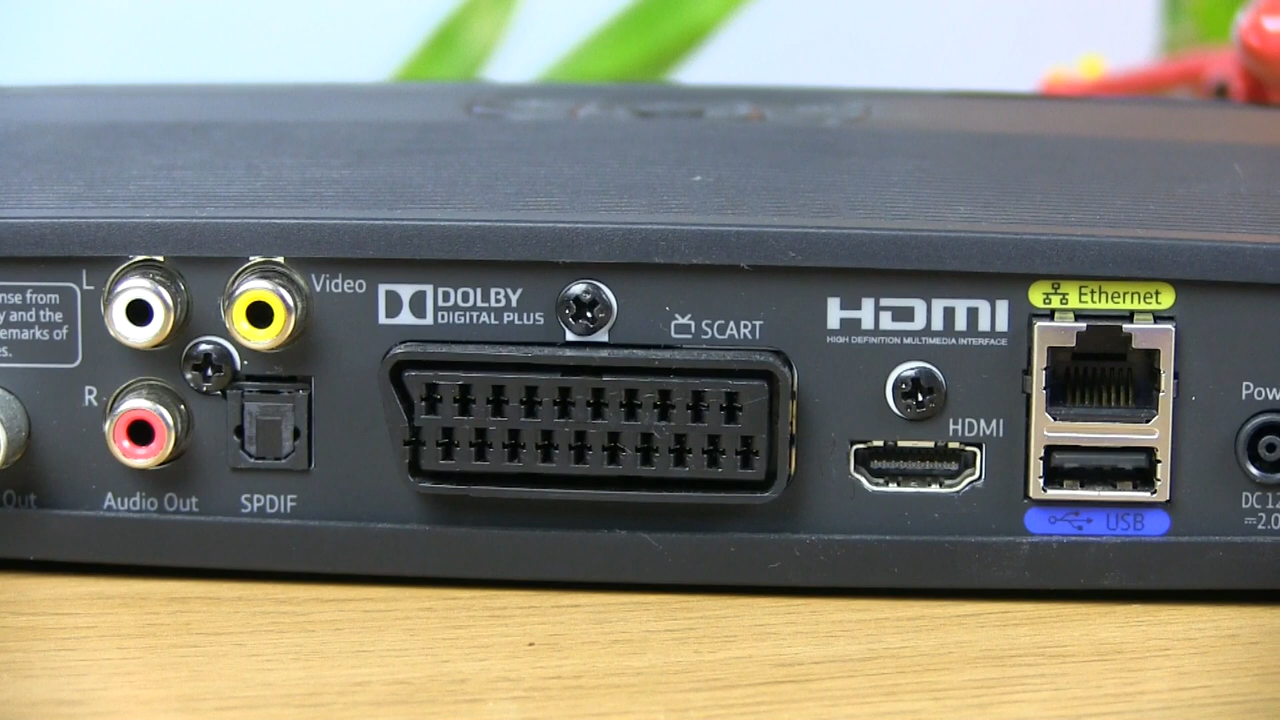 nse from
y and the
emarks of
s.
Out
L
R
Audio Out
Video
SPDIF
DOLBY
DIGITAL PLUS
SCART
HDMI
HIGH DEFINITION MULTIMEDIA INTERFACE
HDMI
Ethernet
USB
Pow
DC 12
2.0